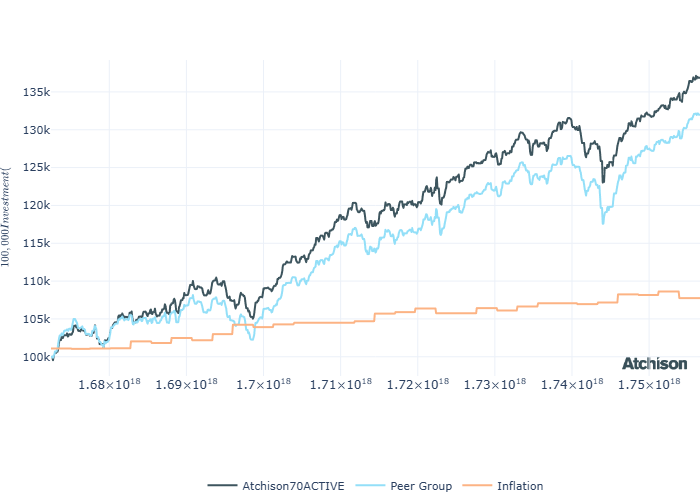 135k
130k
125k
120k
115k
110k
105k
100k
100,000Investment(
1.68×10¹⁸ 1.69×10¹⁸ 1.7×10¹⁸ 1.71×10¹⁸ 1.72×10¹⁸ 1.73×10¹⁸ 1.74×10¹⁸ 1.75×10¹⁸
Atchison
Atchison70ACTIVE Peer Group Inflation